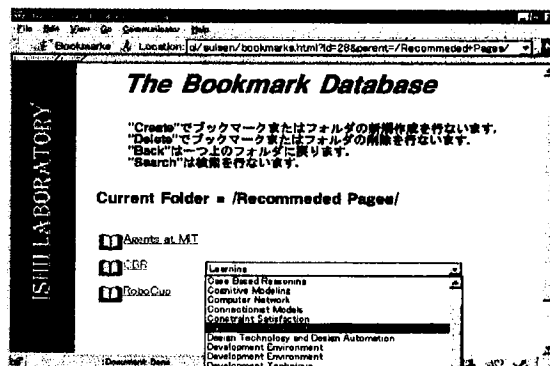 File Edit View Go Communicator Help
Bookmarks Location: d/suisen/bookmarks.html?id=28&parent=/Recommeded+Pages/
The Bookmark Database
"Create"でブックマークまたはフォルダの新規作成を行ないます.
"Delete"でブックマークまたはフォルダの削除を行ないます.
"Back"は一つ上のフォルダに戻ります.
"Search"は検索を行ないます.
ISHII LABORATORY
Current Folder = /Recommeded Pages/
Agents at MIT
CBR
RoboCup
Learning
Case Based Reasoning
Cognitive Modeling
Computer Network
Connectionist Models
Constraint Satisfaction
Design Technology and Design Automation
Development Environment
Development Environment
Development Technique
Document: Done